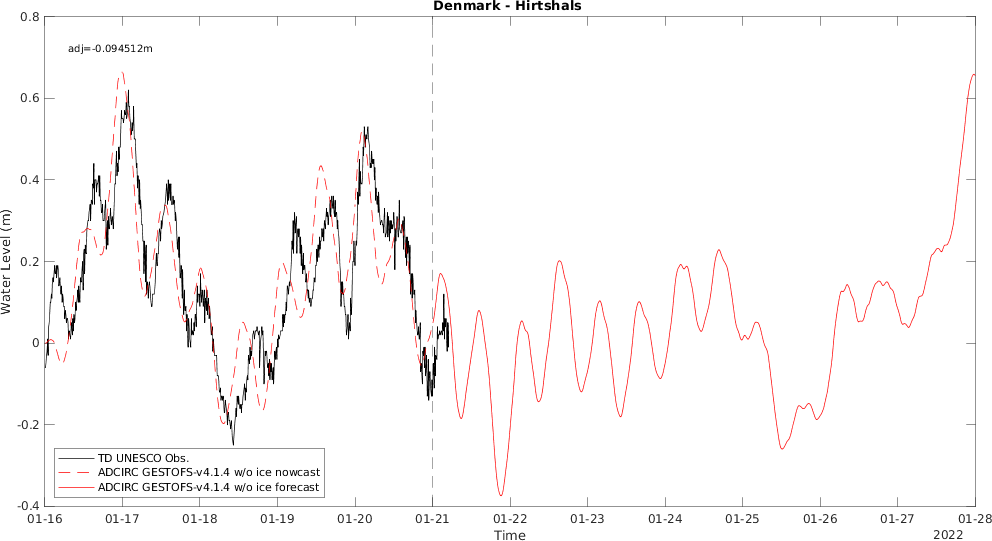 Denmark - Hirtshals
adj=-0.094512m
Water Level (m)
0.8
0.6
0.4
0.2
0
-0.2
-0.4
TD UNESCO Obs.
ADCIRC GESTOFS-v4.1.4 w/o ice nowcast
ADCIRC GESTOFS-v4.1.4 w/o ice forecast
01-16 01-17 01-18 01-19 01-20 01-21 01-22 01-23 01-24 01-25 01-26 01-27 01-28
Time
2022